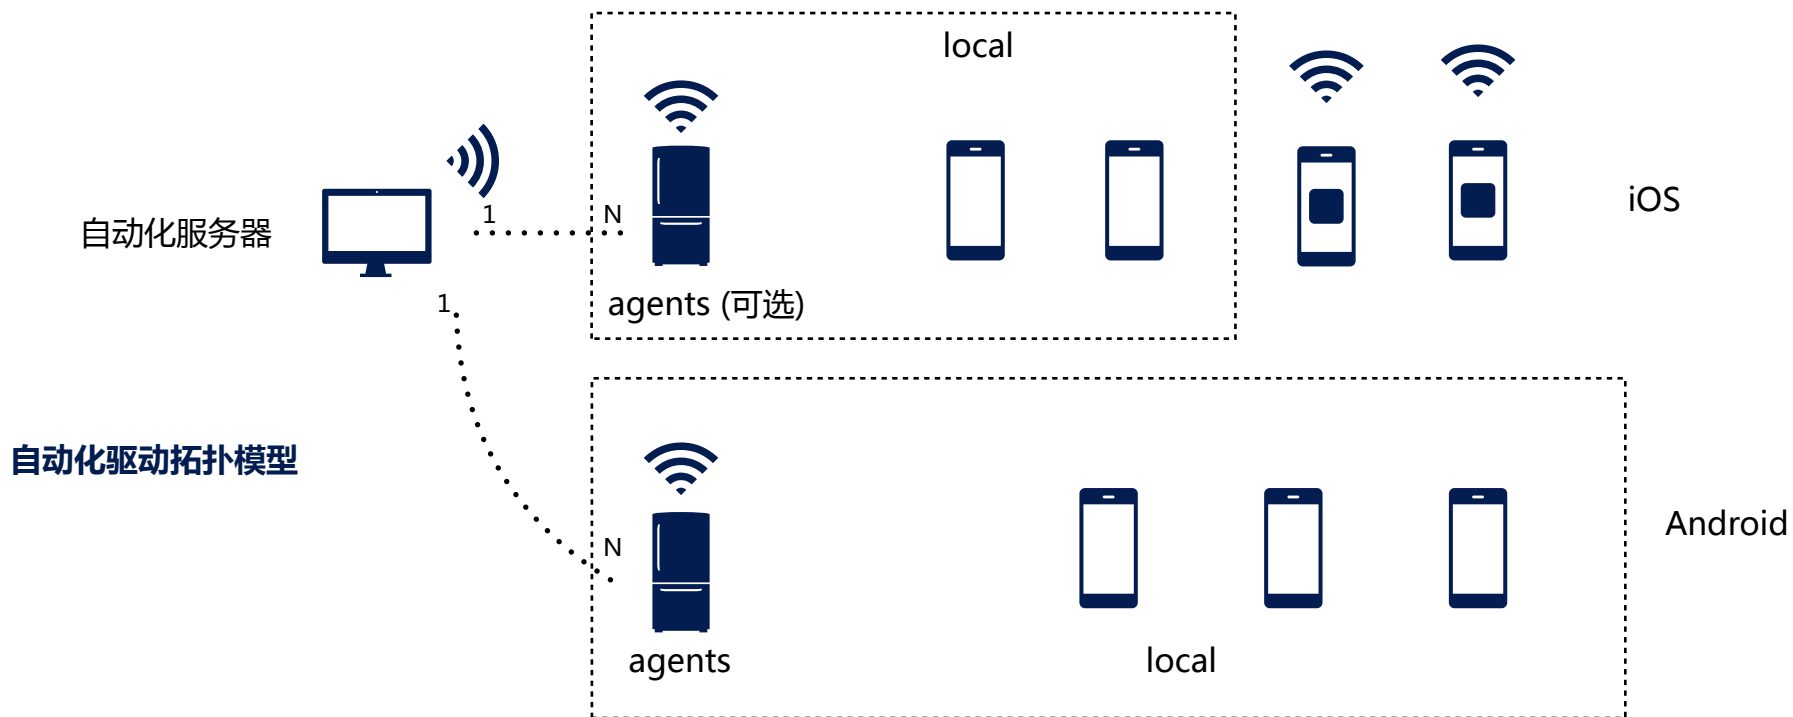 local
iOS
自动化服务器
1
N
agents (可选)
1
自动化驱动拓扑模型
N
Android
agents
local